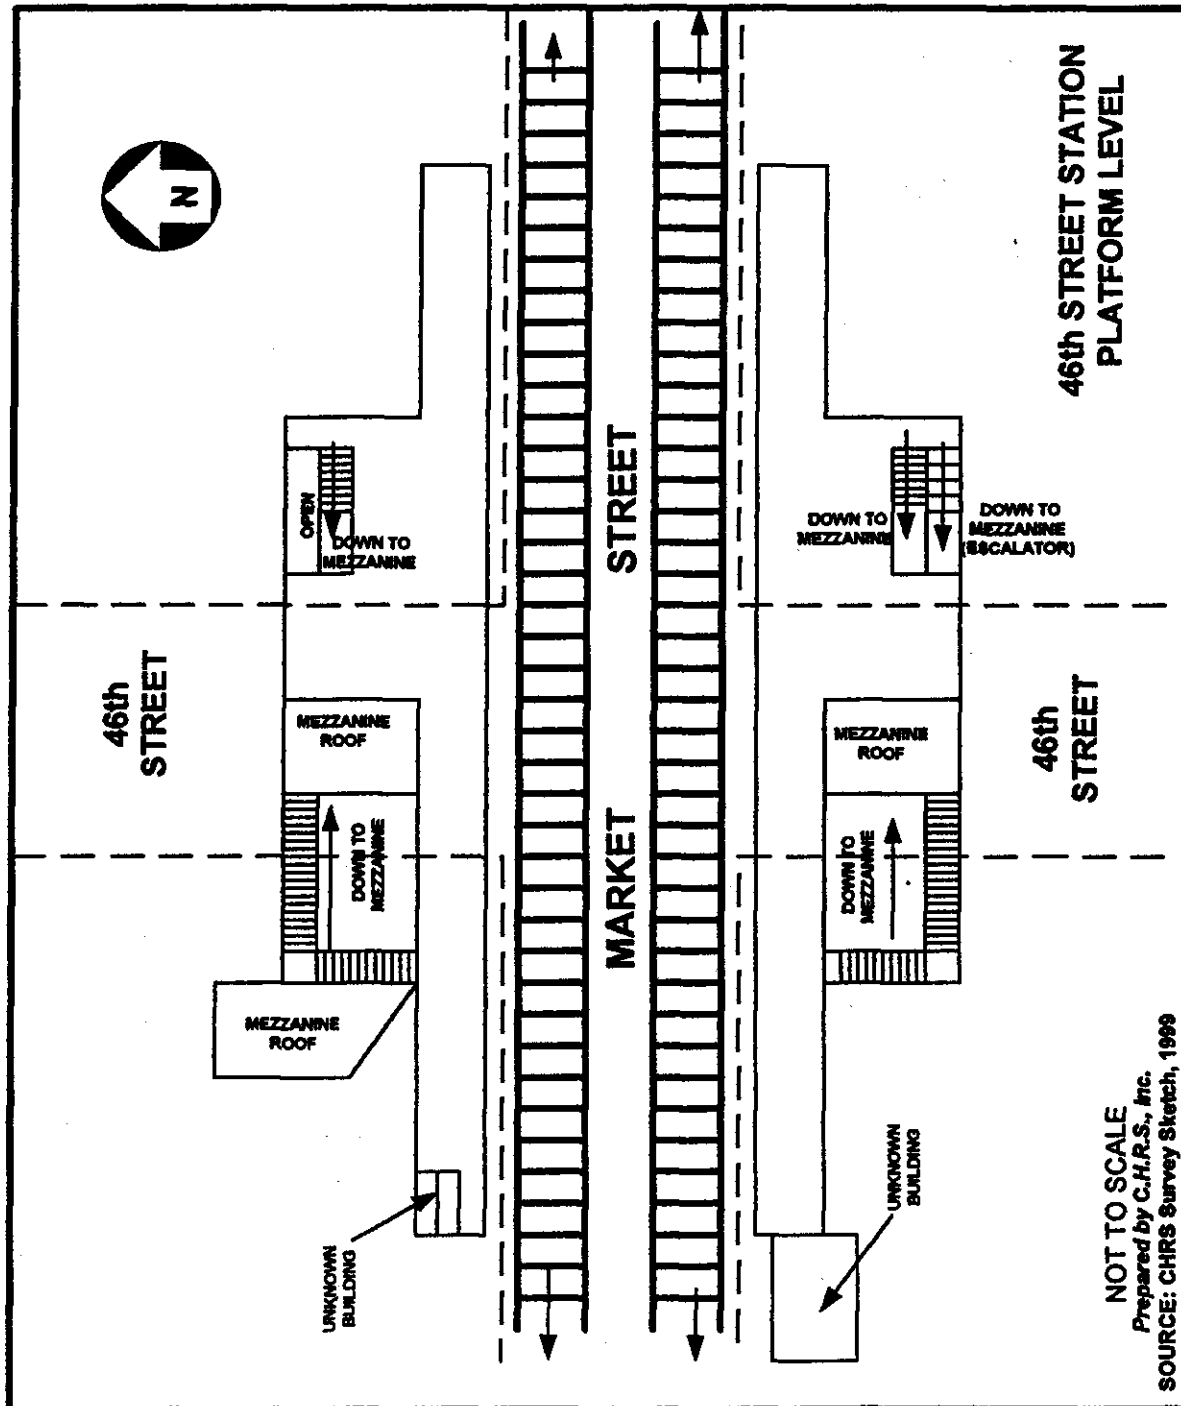 N
46th STREET STATION
PLATFORM LEVEL
OPEN
DOWN TO
MEZZANINE
STREET
DOWN TO
MEZZANINE
DOWN TO
MEZZANINE
(ESCALATOR)
46th
STREET
MEZZANINE
ROOF
MEZZANINE
ROOF
46th
STREET
DOWN TO
MEZZANINE
MARKET
DOWN TO
MEZZANINE
MEZZANINE
ROOF
UNKNOWN
BUILDING
UNKNOWN
BUILDING
NOT TO SCALE
Prepared by C.H.R.S., Inc.
SOURCE: CHRS Survey Sketch, 1999